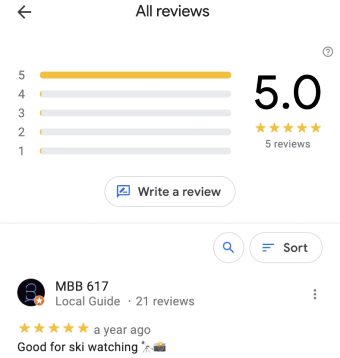 All reviews
5
4
3
2
1
5.0
5 reviews
Write a review
Sort
MBB 617
Local Guide · 21 reviews
a year ago
Good for ski watching 🔭📸